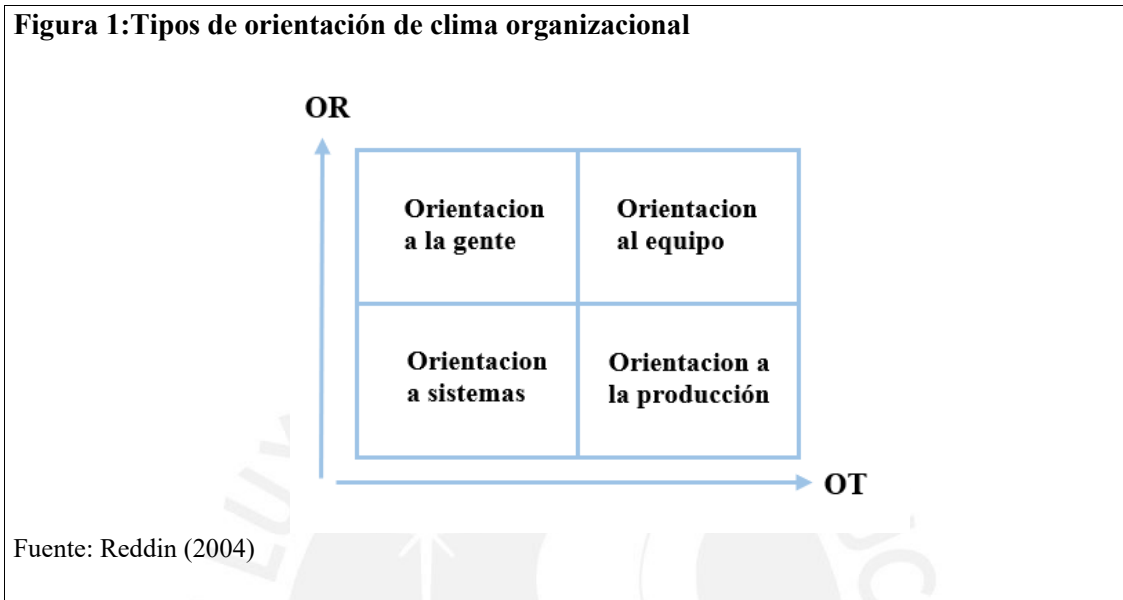 Figura 1:Tipos de orientación de clima organizacional
OR
Orientacion
a la gente
Orientacion
al equipo
Orientacion
a sistemas
Orientacion a
la producción
OT
Fuente: Reddin (2004)